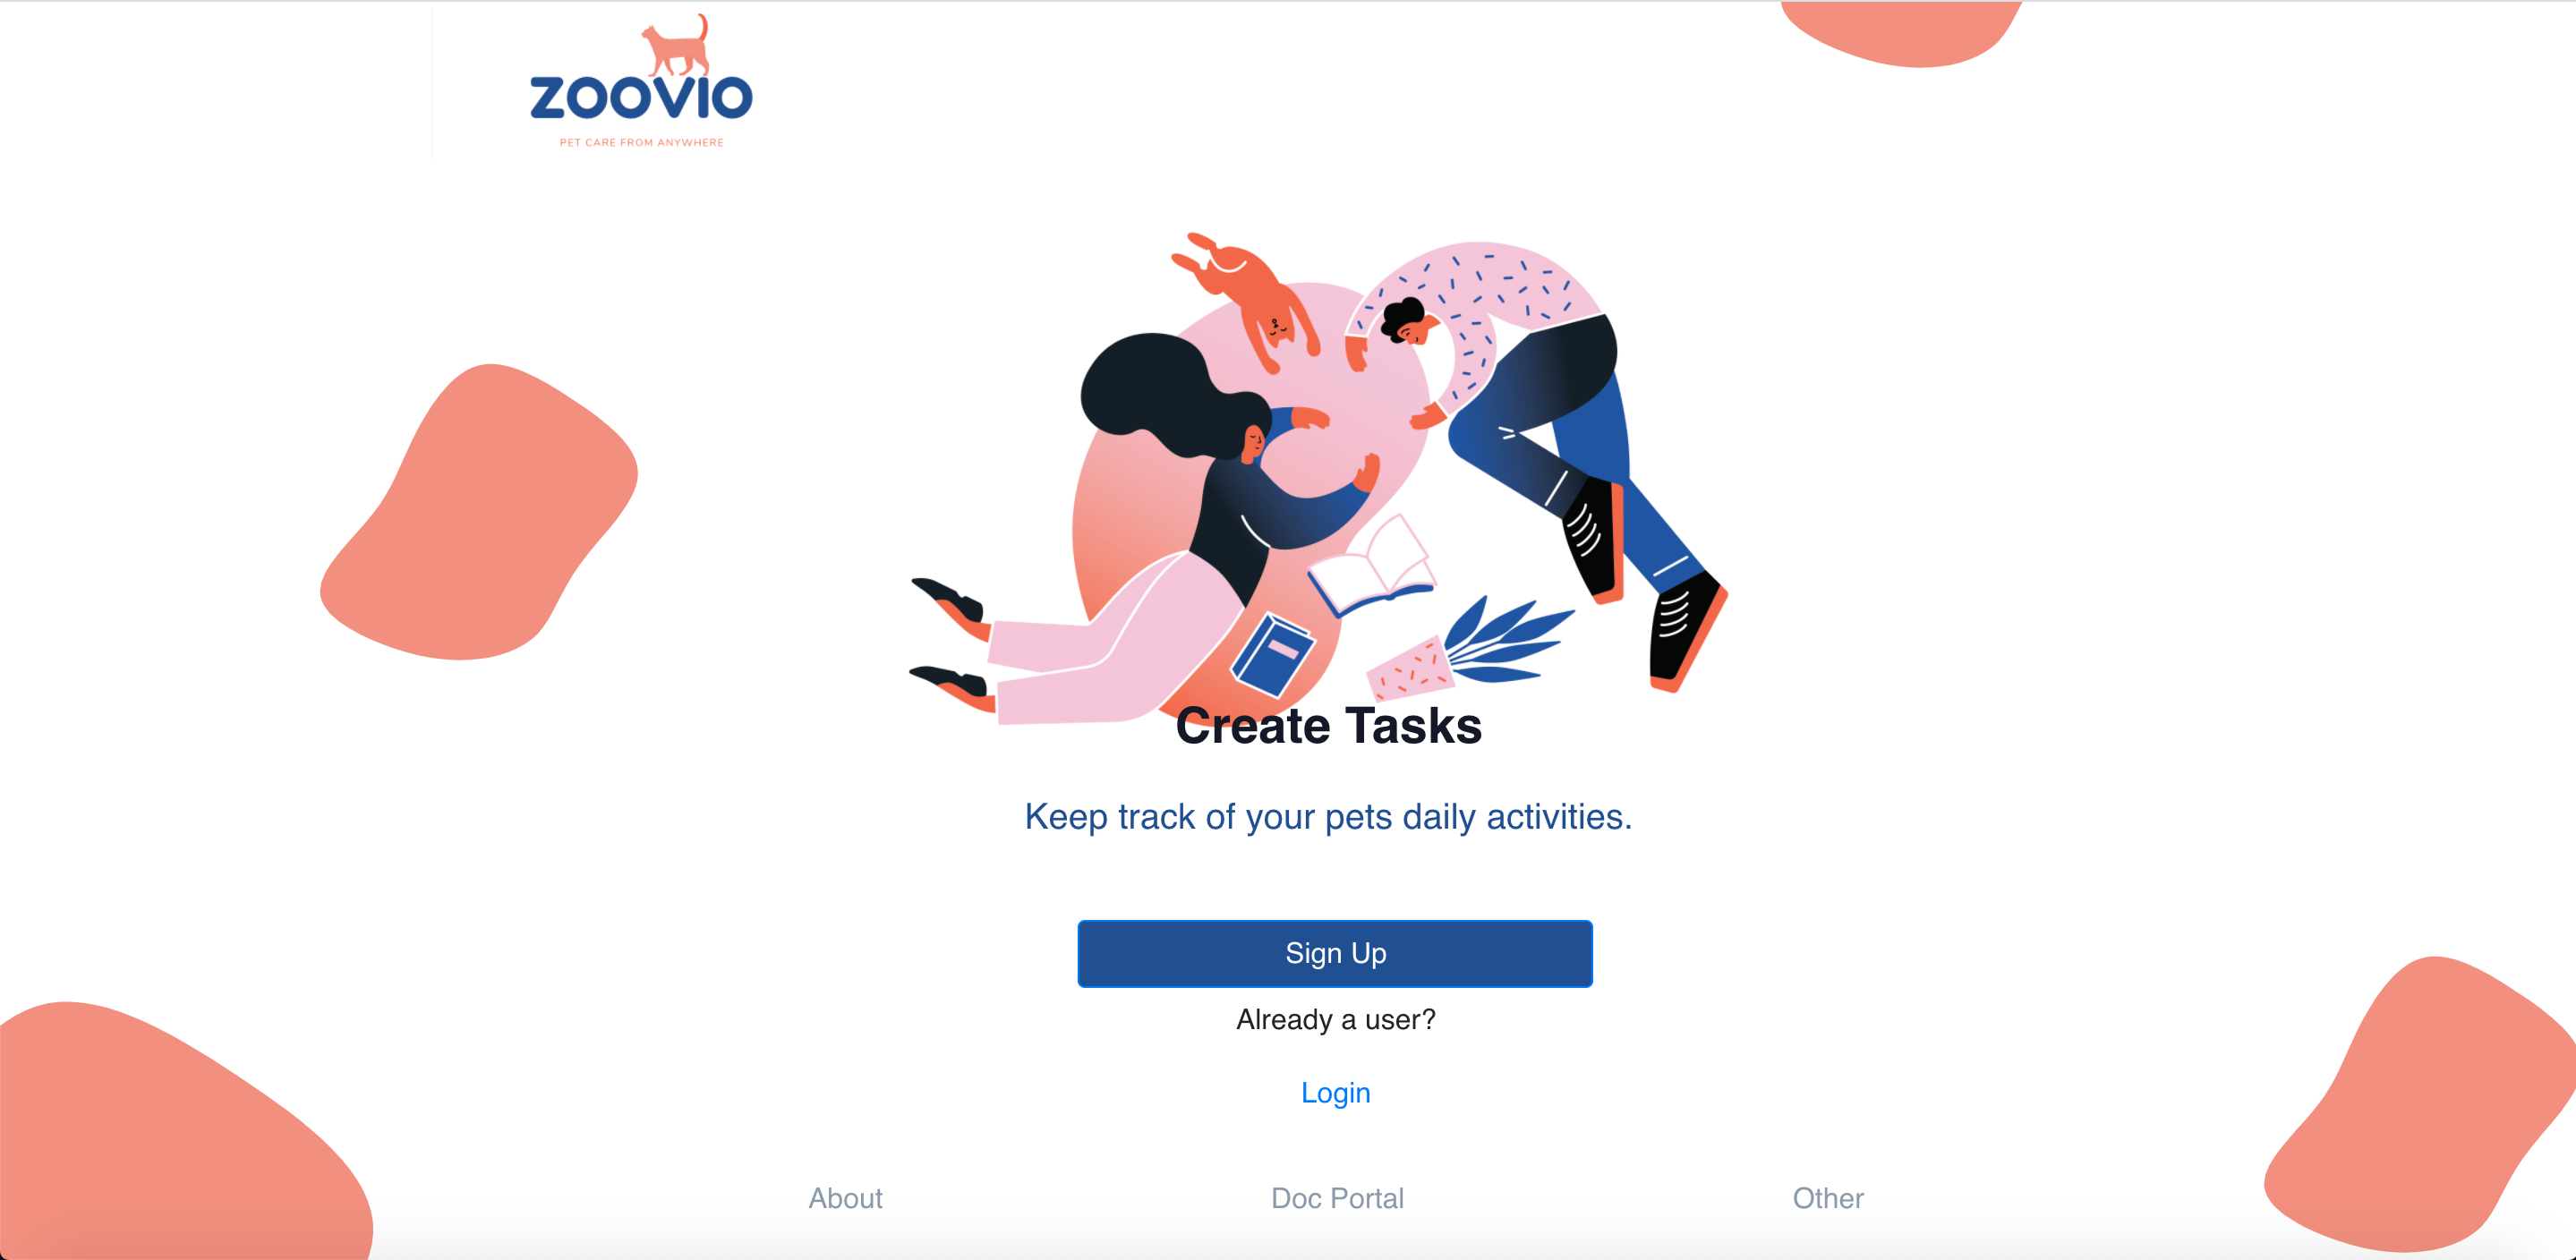 ZOOVIO
PET CARE FROM ANYWHERE
Create Tasks
Keep track of your pets daily activities.
Sign Up
Already a user?
Login
About Doc Portal Other